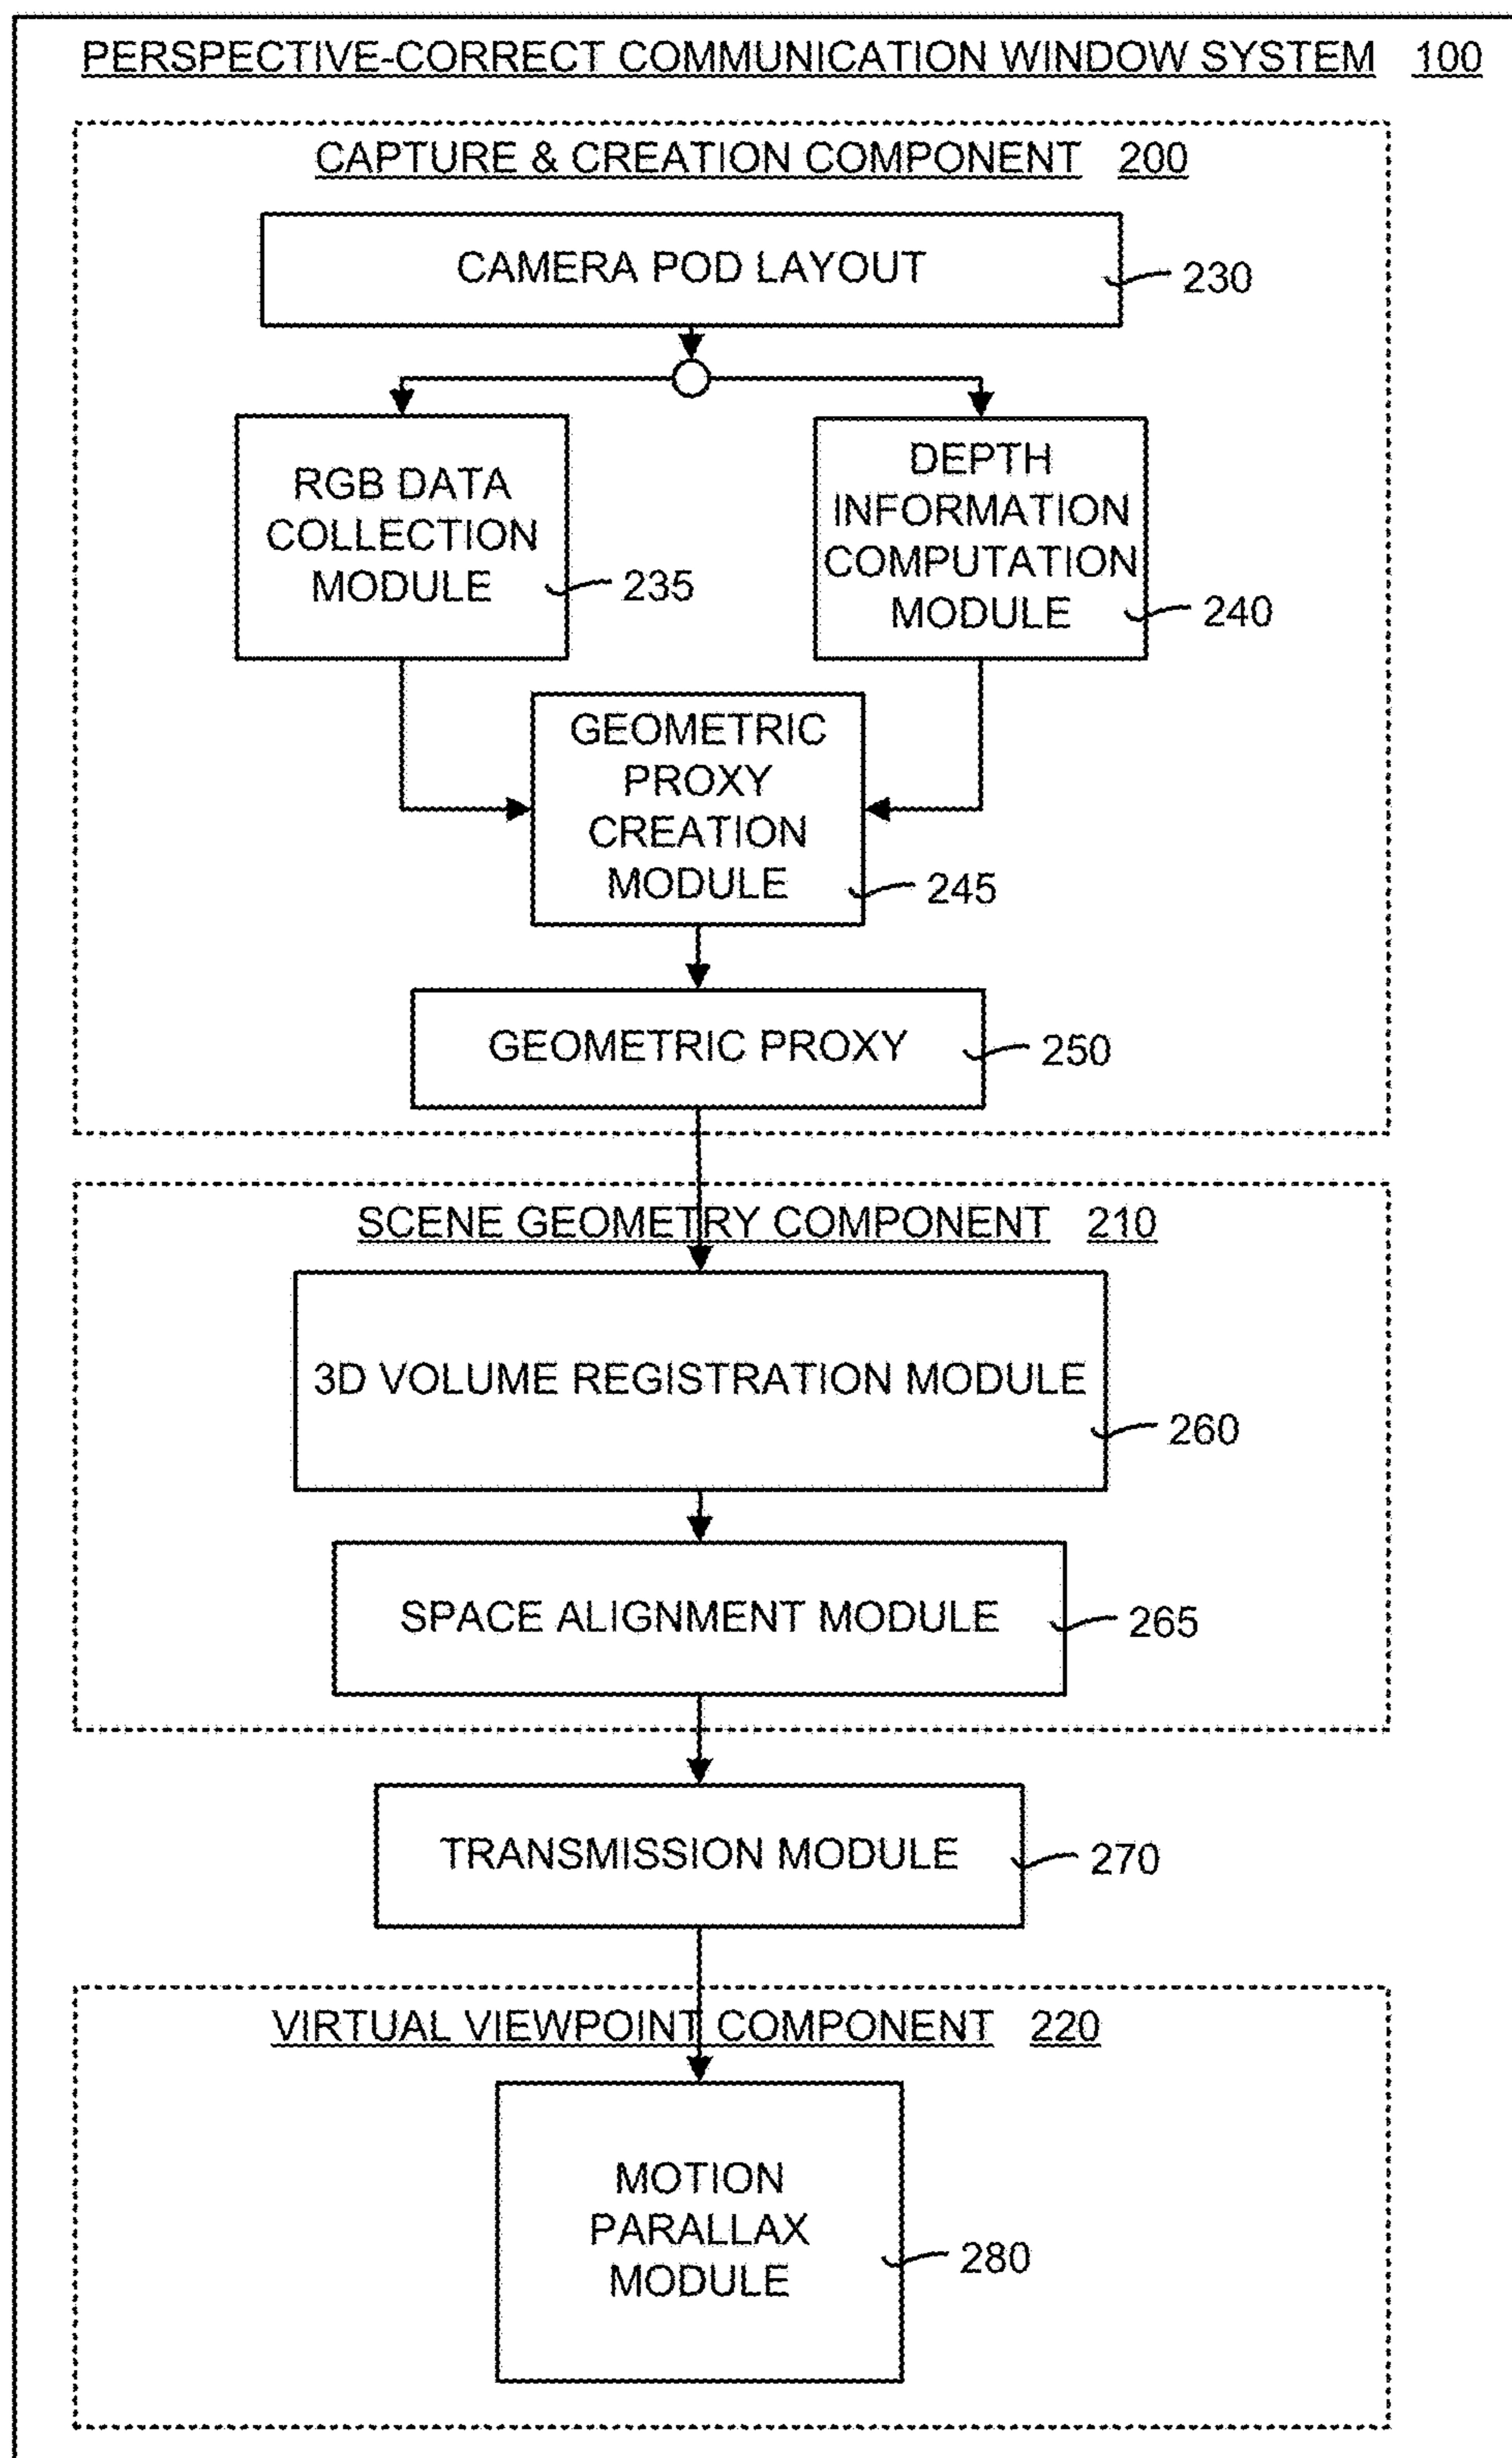 PERSPECTIVE-CORRECT COMMUNICATION WINDOW SYSTEM 100
CAPTURE & CREATION COMPONENT 200
CAMERA POD LAYOUT
230
RGB DATA
COLLECTION
MODULE
235
DEPTH
INFORMATION
COMPUTATION
MODULE
240
GEOMETRIC
PROXY
CREATION
MODULE
245
GEOMETRIC PROXY
250
SCENE GEOMETRY COMPONENT 210
3D VOLUME REGISTRATION MODULE
260
SPACE ALIGNMENT MODULE
265
TRANSMISSION MODULE
270
VIRTUAL VIEWPOINT COMPONENT 220
MOTION
PARALLAX
MODULE
280